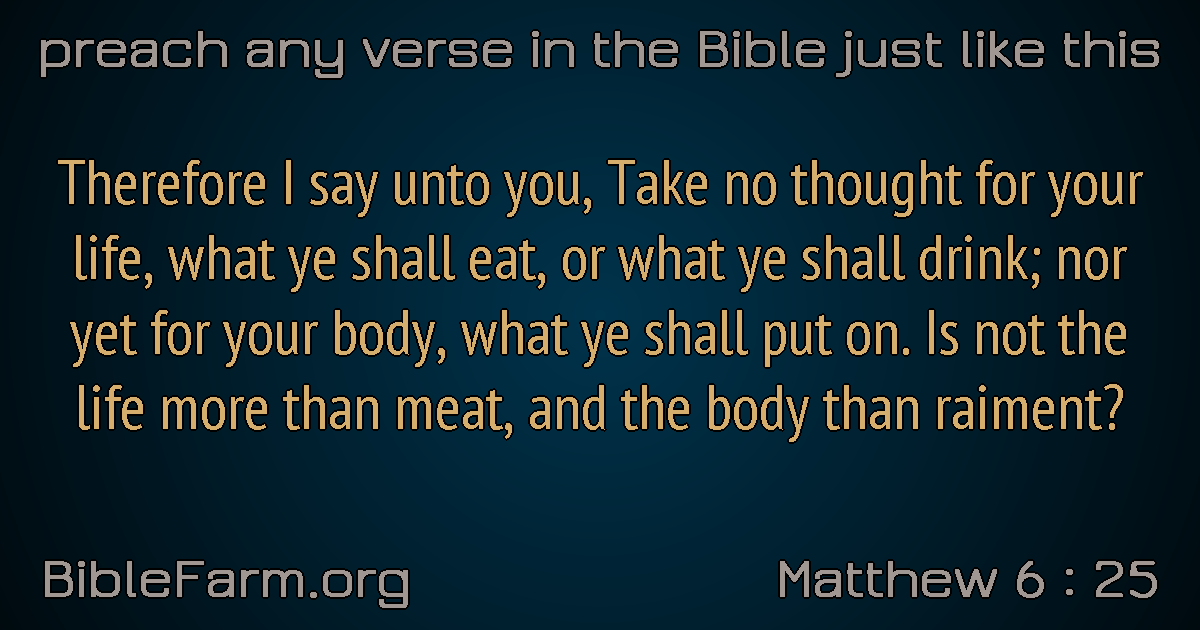 preach any verse in the Bible just like this
Therefore I say unto you, Take no thought for your
life, what ye shall eat, or what ye shall drink; nor
yet for your body, what ye shall put on. Is not the
life more than meat, and the body than raiment?
BibleFarm.org
Matthew 6 : 25